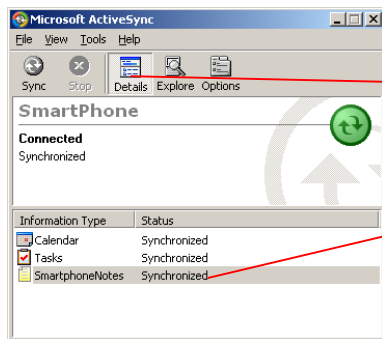 Microsoft ActiveSync
File View Tools Help
Sync Stop Details Explore Options
SmartPhone
Connected
Synchronized
Information Type Status
Calendar Synchronized
Tasks Synchronized
SmartphoneNotes Synchronized